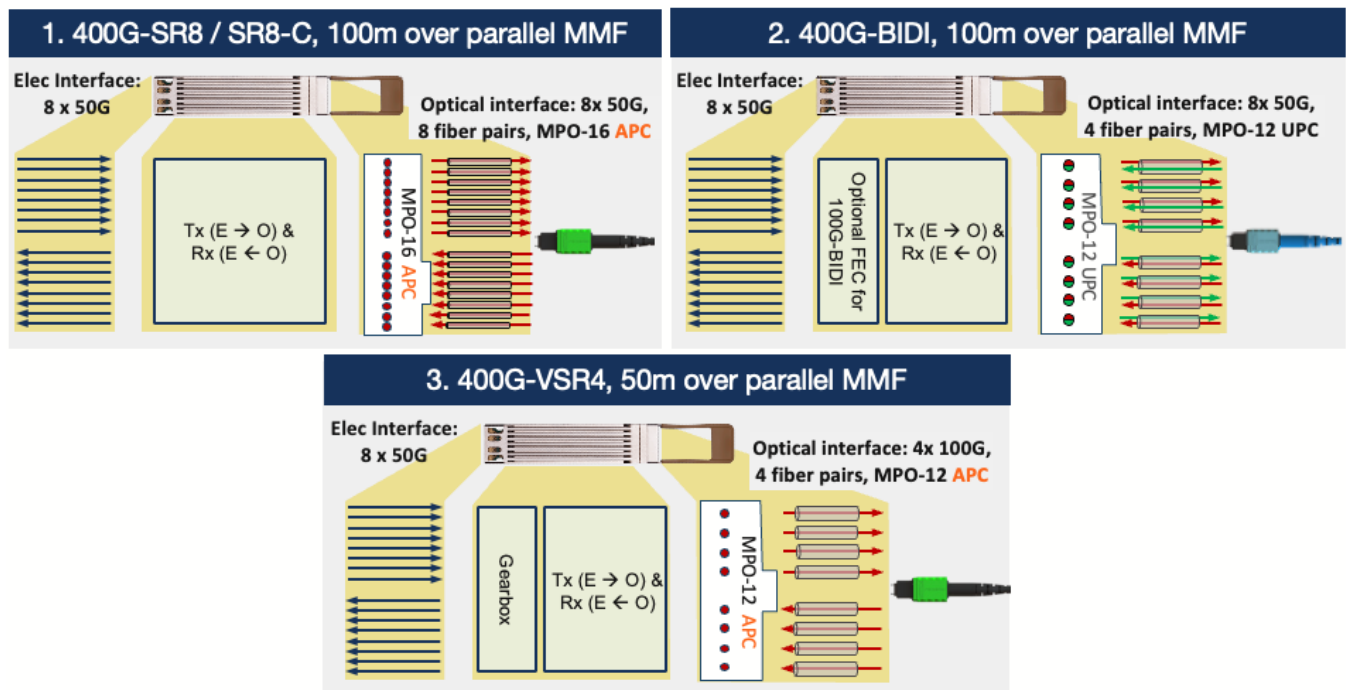 1. 400G-SR8 / SR8-C, 100m over parallel MMF
Elec Interface:
8 x 50G
Optical interface: 8x 50G,
8 fiber pairs, MPO-16 APC
Tx (E → O) &
Rx (E ← O)
MPO-16 APC
2. 400G-BIDI, 100m over parallel MMF
Elec Interface:
8 x 50G
Optical interface: 8x 50G,
4 fiber pairs, MPO-12 UPC
Optional FEC for
100G-BIDI
Tx (E → O) &
Rx (E ← O)
MPO-12 UPC
3. 400G-VSR4, 50m over parallel MMF
Elec Interface:
8 x 50G
Optical interface: 4x 100G,
4 fiber pairs, MPO-12 APC
Gearbox
Tx (E → O) &
Rx (E ← O)
MPO-12 APC